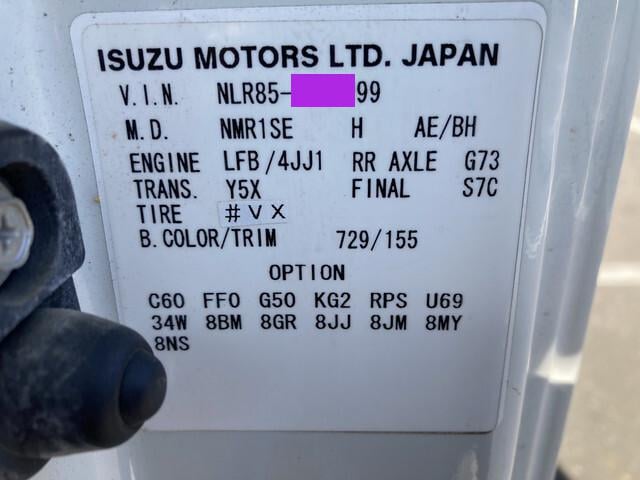 ISUZU MOTORS LTD. JAPAN
V.I.N. NLR85- 99
M.D. NMR1SE H AE/BH
ENGINE LFB/4JJ1 RR AXLE G73
TRANS. Y5X FINAL S7C
TIRE #VX
B.COLOR/TRIM 729/155
OPTION
C60 FF0 G50 KG2 RPS U69
34W 8BM 8GR 8JJ 8JM 8MY
8NS